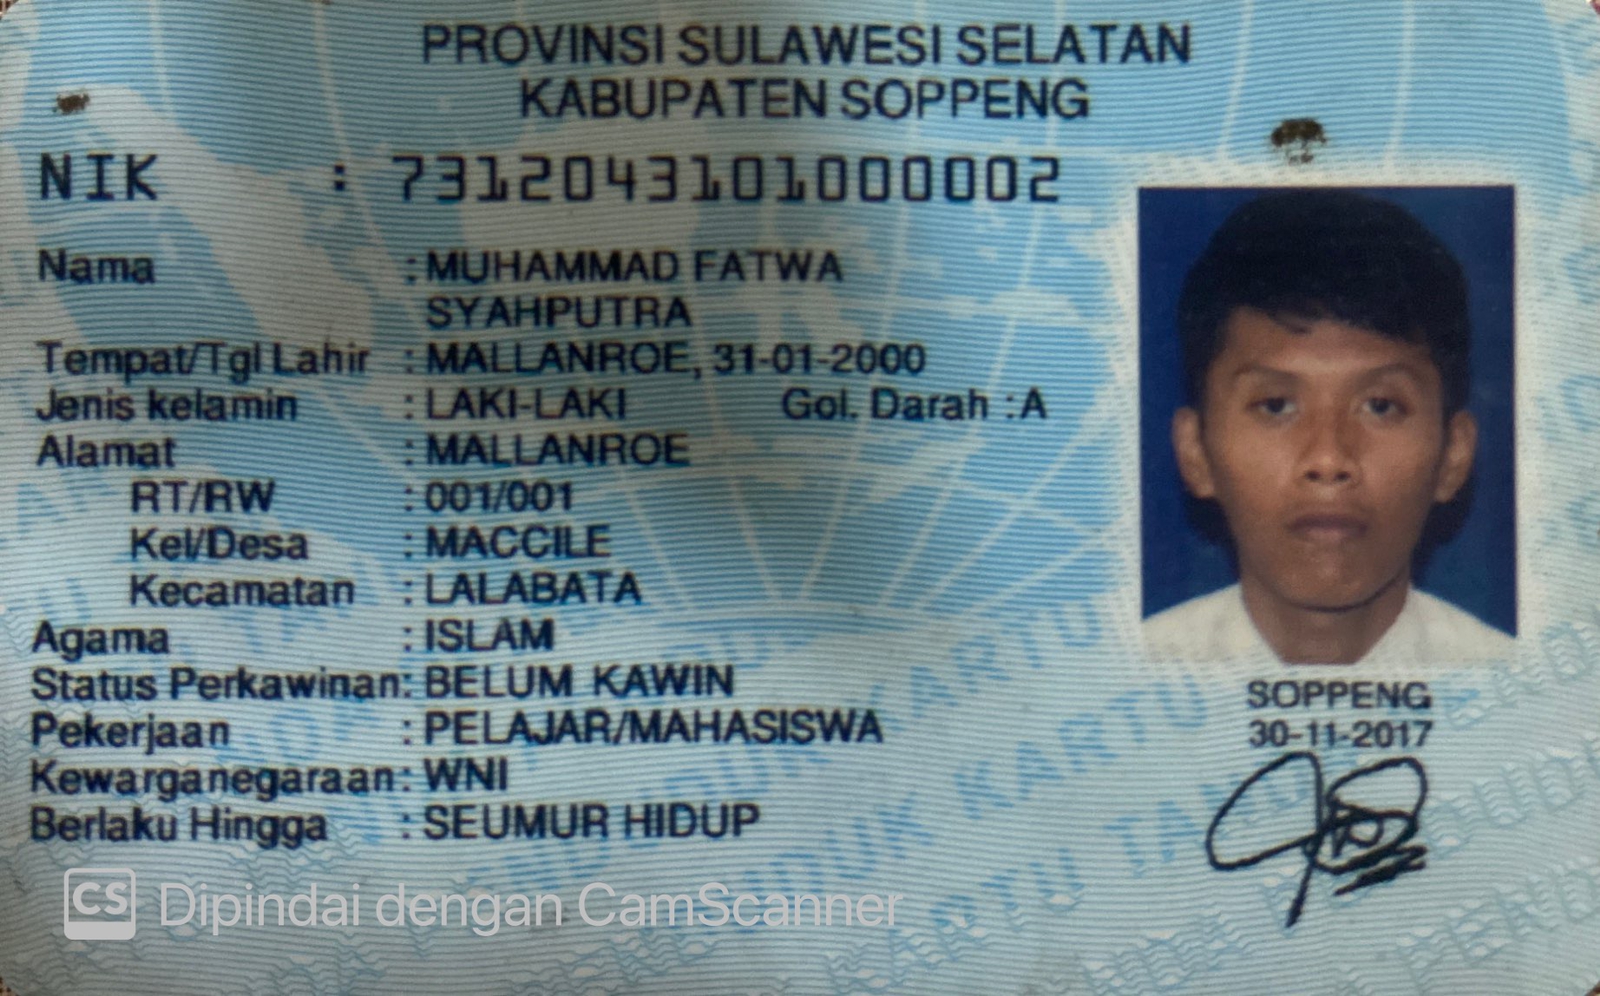 PROVINSI SULAWESI SELATAN
KABUPATEN SOPPENG
NIK : 7312043101000002
Nama : MUHAMMAD FATWA
SYAHPUTRA
Tempat/Tgl Lahir : MALLANROE, 31-01-2000
Jenis kelamin : LAKI-LAKI Gol. Darah : A
Alamat : MALLANROE
RT/RW : 001/001
Kel/Desa : MACCILE
Kecamatan : LALABATA
Agama : ISLAM
Status Perkawinan: BELUM KAWIN
Pekerjaan : PELAJAR/MAHASISWA
Kewarganegaraan: WNI
Berlaku Hingga : SEUMUR HIDUP
SOPPENG
30-11-2017
CS Dipindai dengan CamScanner